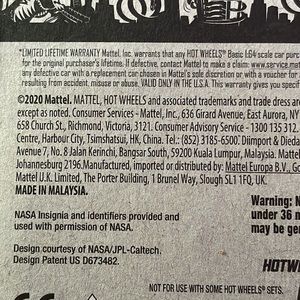 *LIMITED LIFETIME WARRANTY Mattel, Inc. warrants that any HOT WHEELS® Basic 1:64 scale car pur
for the original purchaser's lifetime. If defective, contact Mattel to make a claim: www.service.mat
any defective car with a replacement car chosen in Mattel's sole discretion or with a voucher for
resulting from accident, misuse or abuse. VALID ONLY IN THE U.S.A. This warranty gives you specifi
©2020 Mattel. MATTEL, HOT WHEELS and associated trademarks and trade dress are
except as noted. Consumer Services - Mattel, Inc., 636 Girard Avenue, East Aurora, NY
658 Church St., Richmond, Victoria, 3121. Consumer Advisory Service - 1300 135 312.
Centre, Harbour City, Tsimshatsui, HK, China. Tel.: (852) 3185-6500. Diimport & Diedar
Avenue 7, No. 8 Jalan Kerinchi, Bangsar South, 59200 Kuala Lumpur, Malaysia. Mattel
Johannesburg 2196. Manufactured, imported or distributed by: Mattel Europa B.V., Go
Mattel U.K. Limited, The Porter Building, 1 Brunel Way, Slough SL1 1FQ, UK.
MADE IN MALAYSIA.
NASA Insignia and identifiers provided and
used with permission of NASA.
Design courtesy of NASA/JPL-Caltech.
Design Patent US D673482.
Warning: N
under 36 m
may be ge
HOTW
NOT FOR USE WITH SOME HOT WHEELS® SETS.